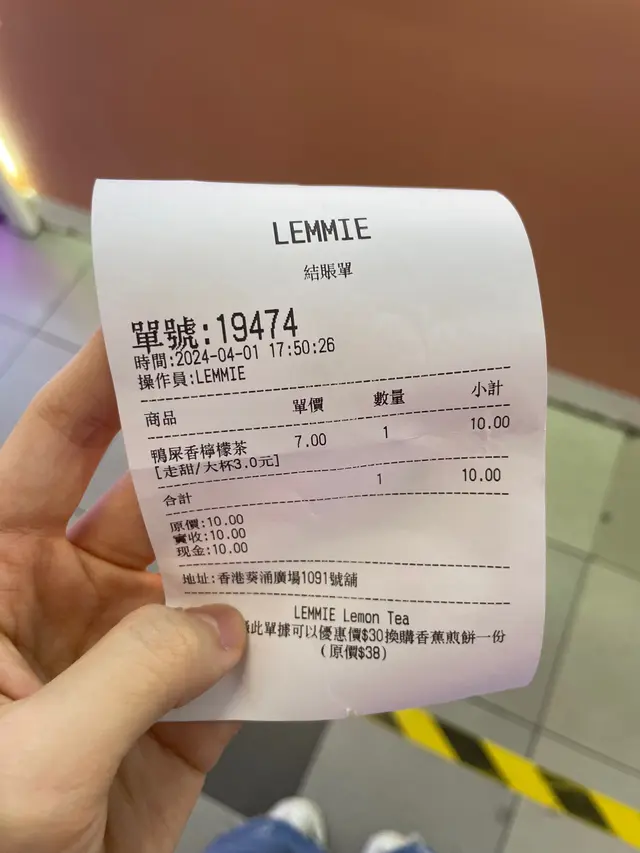 LEMMIE
結賬單
單號:19474
時間:2024-04-01 17:50:26
操作員:LEMMIE
商品 單價 數量 小計
鴨屎香檸檬茶 7.00 1 10.00
[走甜/大杯3.0元]
合計 1 10.00
原價:10.00
實收:10.00
现金:10.00
地址:香港葵涌廣場1091號舖
LEMMIE Lemon Tea
此單據可以優惠價$30換購香蕉煎餅一份
(原價$38)